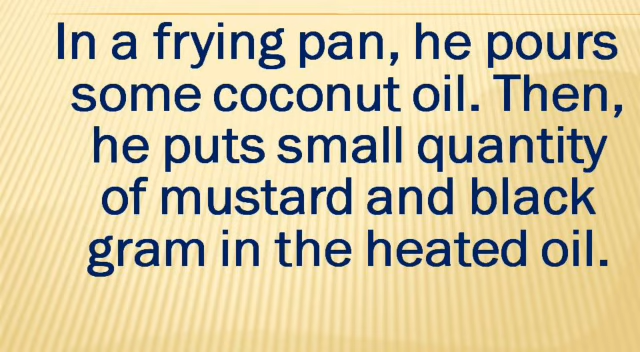 In a frying pan, he pours
some coconut oil. Then,
he puts small quantity
of mustard and black
gram in the heated oil.